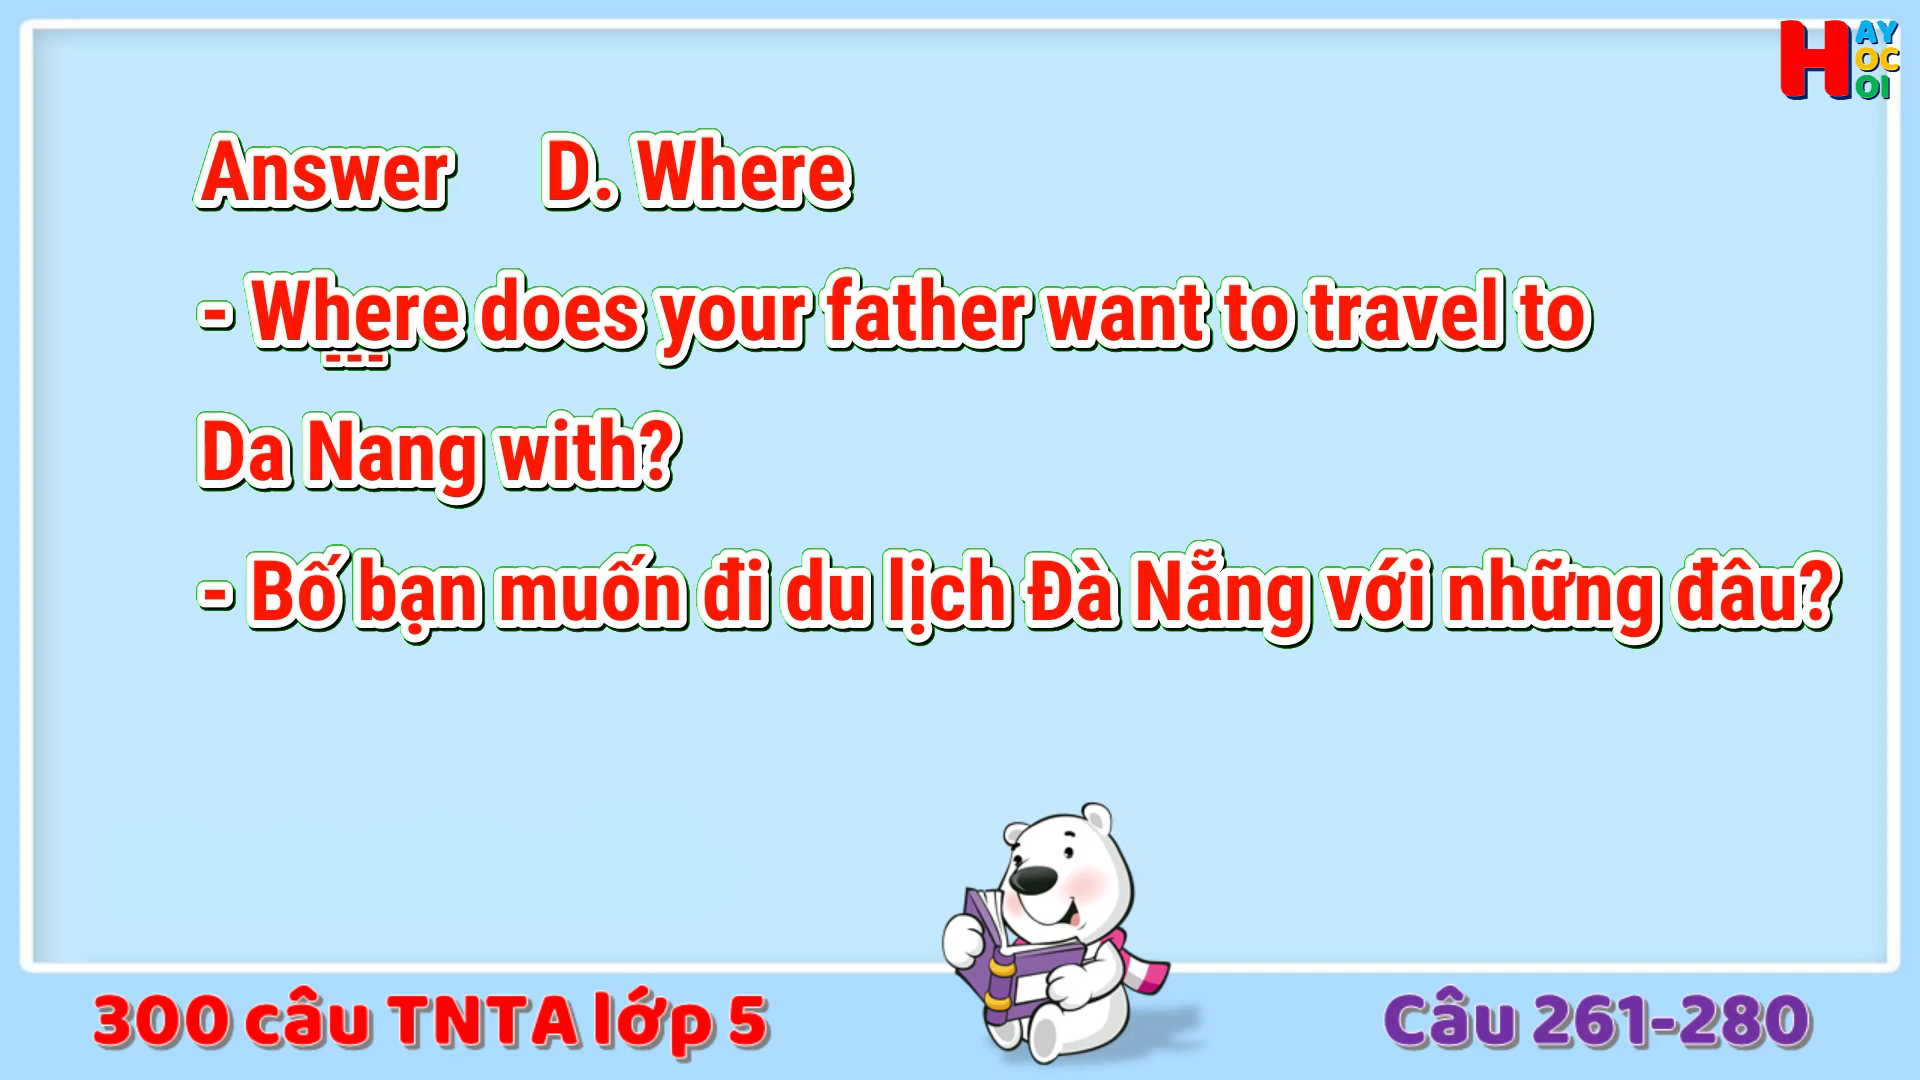 HAY
HOC
HOI
Answer D. Where
- Where does your father want to travel to
---
Da Nang with?
- Bố bạn muốn đi du lịch Đà Nẵng với những đâu?
300 câu TNTA lớp 5
Câu 261-280